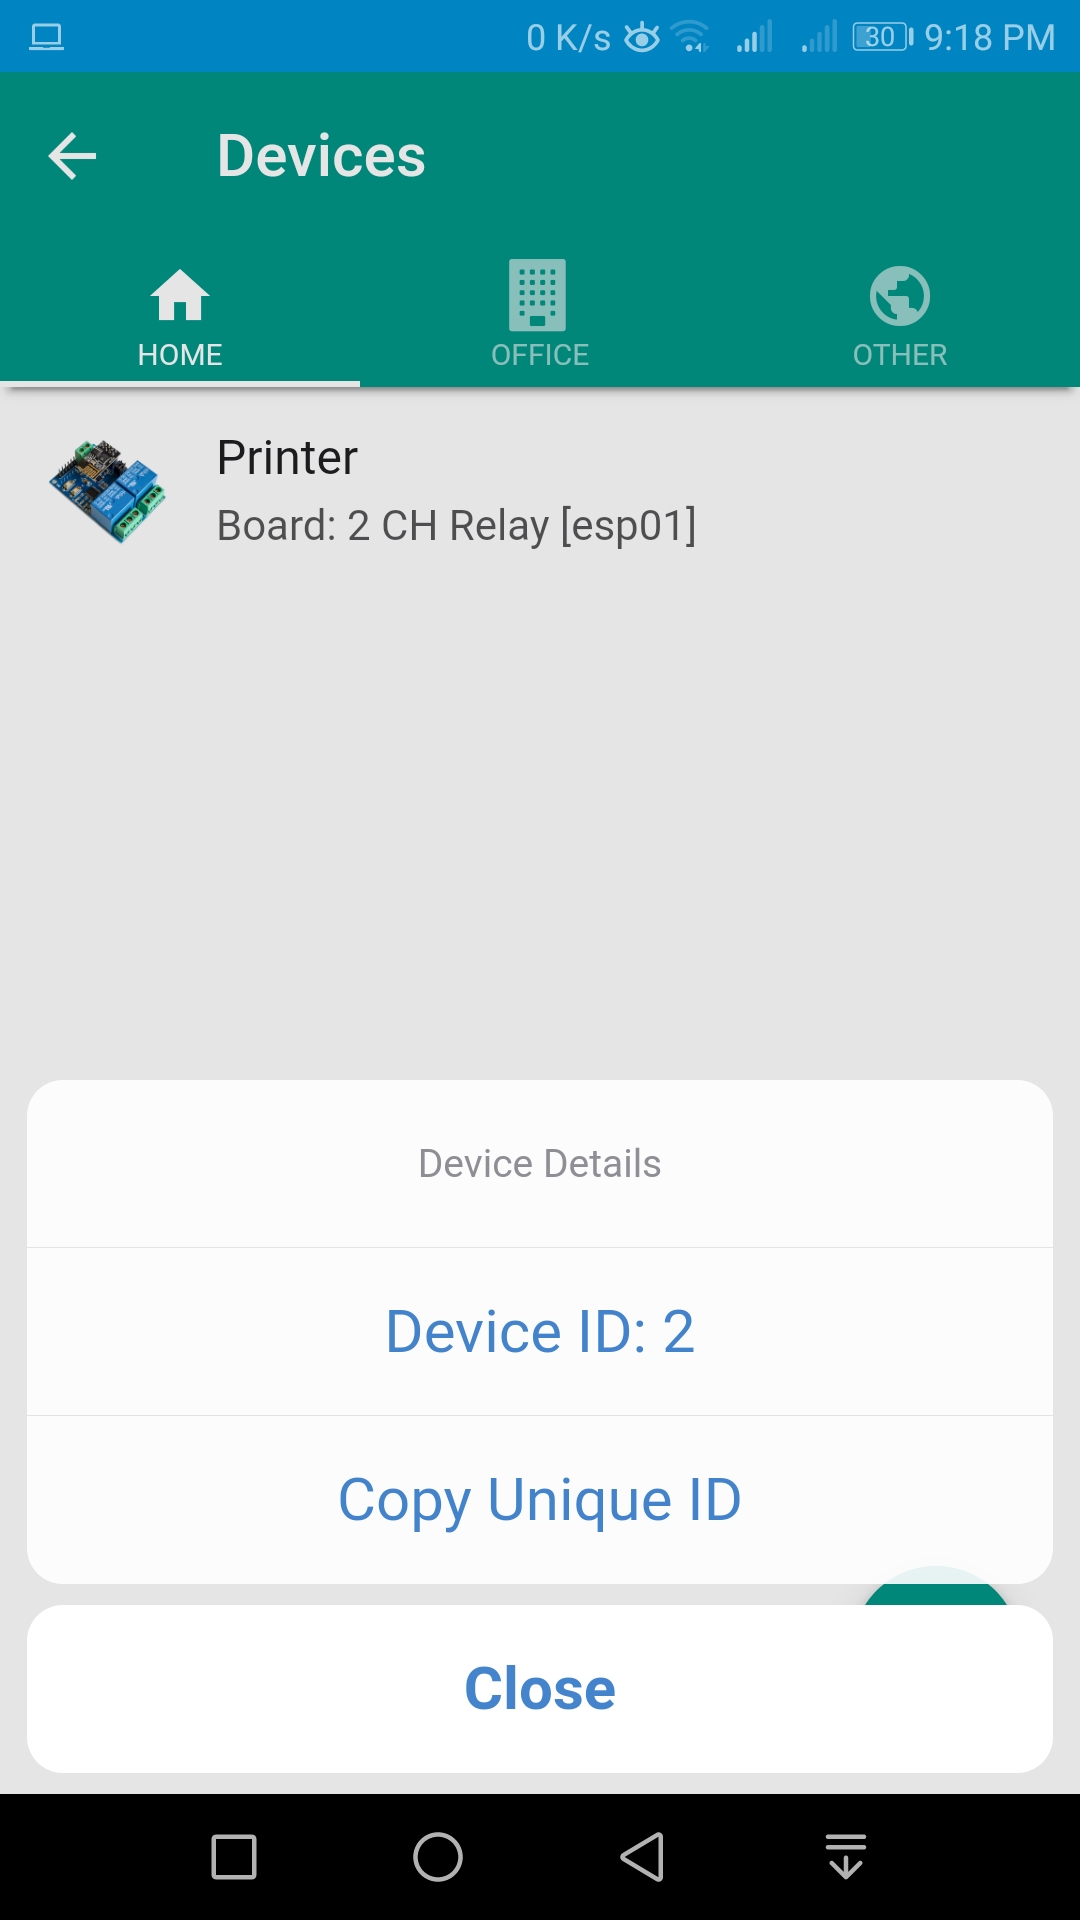 0 K/s 30 9:18 PM
Devices
HOME OFFICE OTHER
Printer
Board: 2 CH Relay [esp01]
Device Details
Device ID: 2
Copy Unique ID
Close